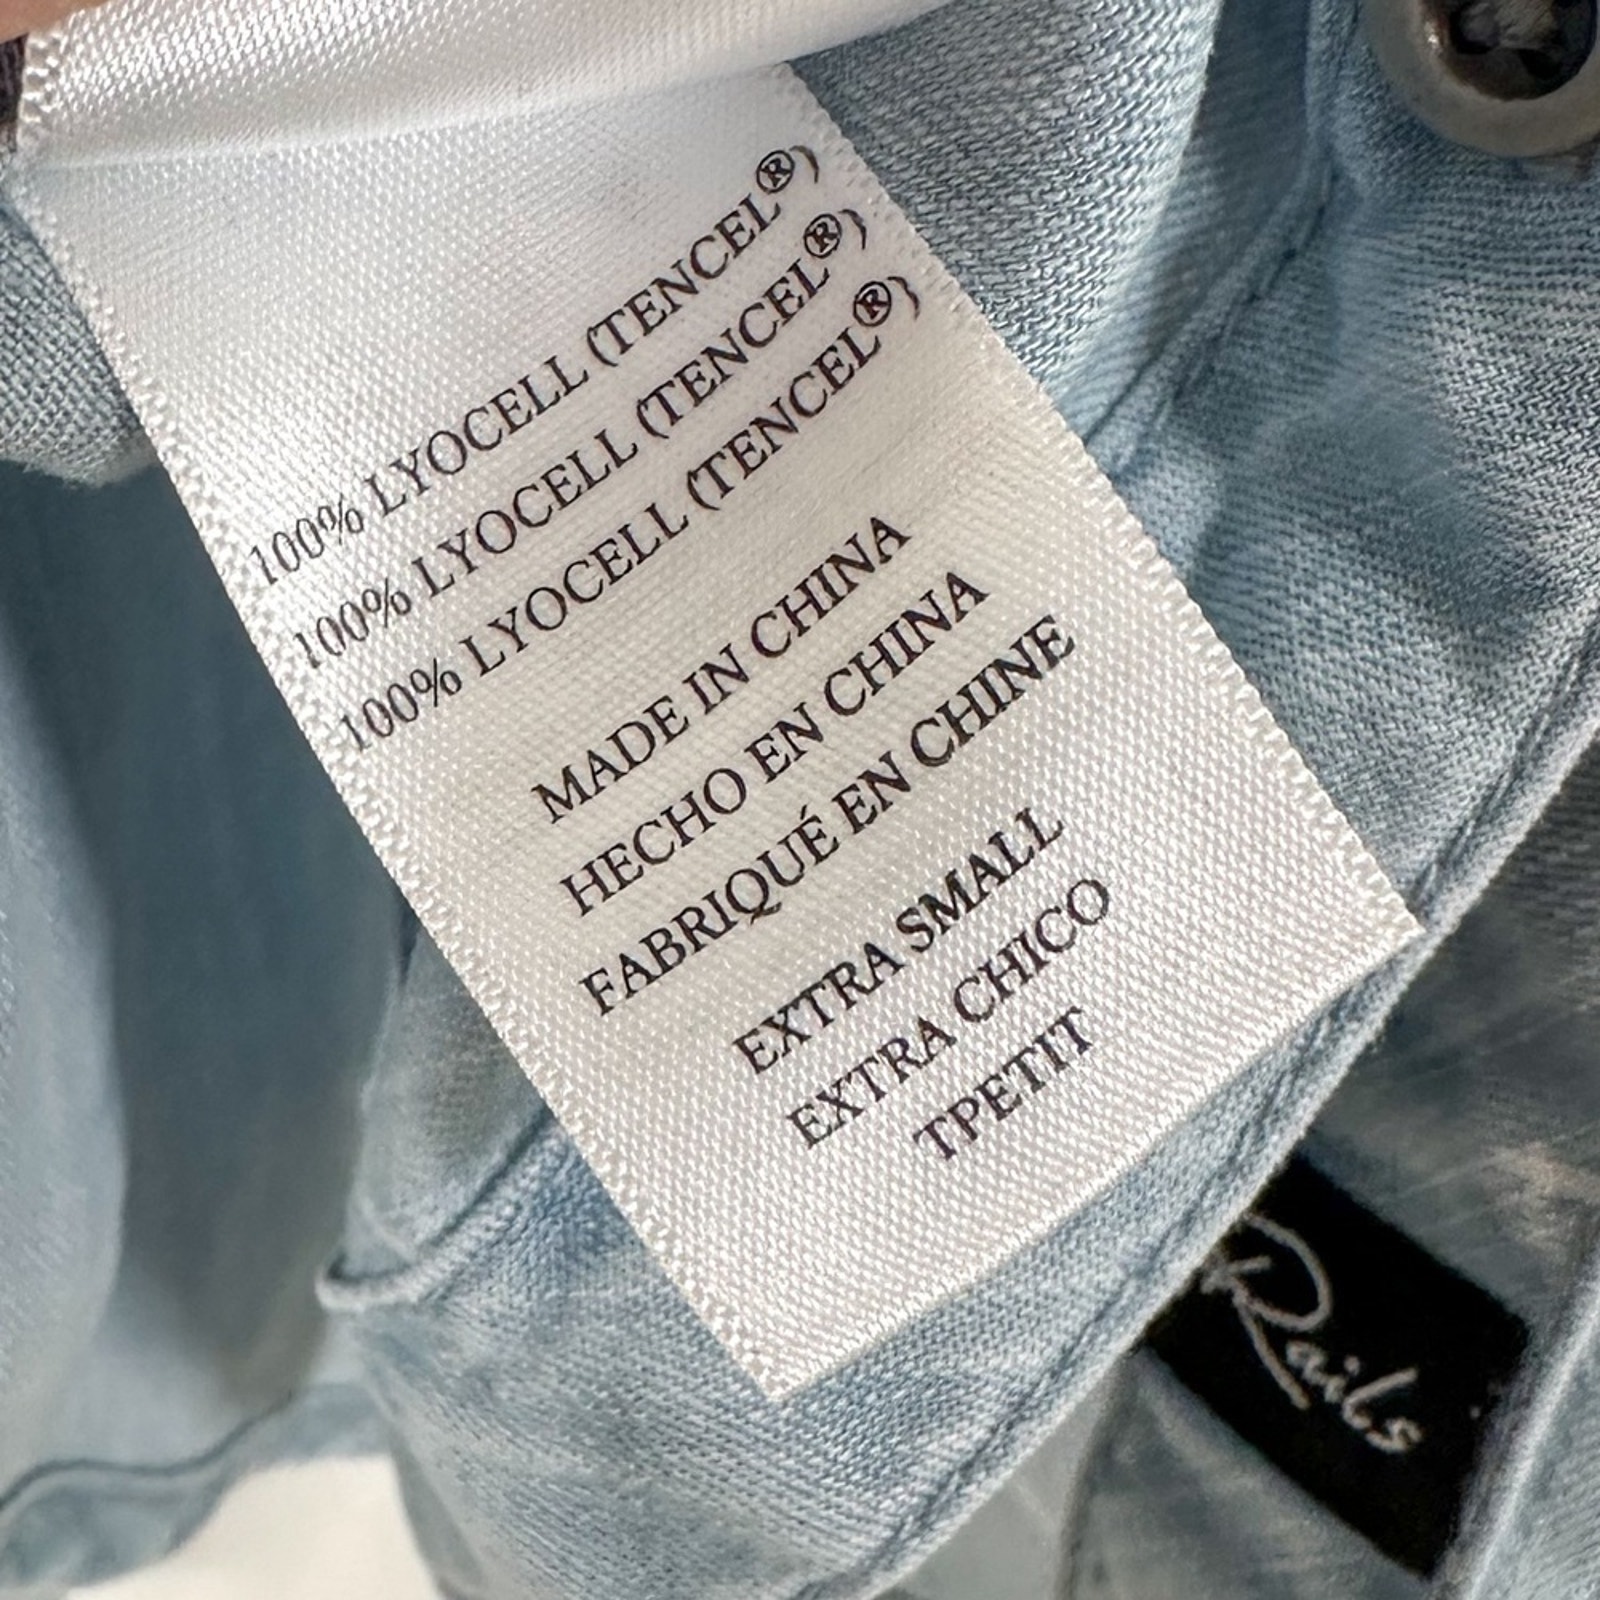 100% LYOCELL (TENCEL®)
100% LYOCELL (TENCEL®)
100% LYOCELL (TENCEL®)
MADE IN CHINA
HECHO EN CHINA
FABRIQUÉ EN CHINE
EXTRA SMALL
EXTRA CHICO
TPETIT
Rails